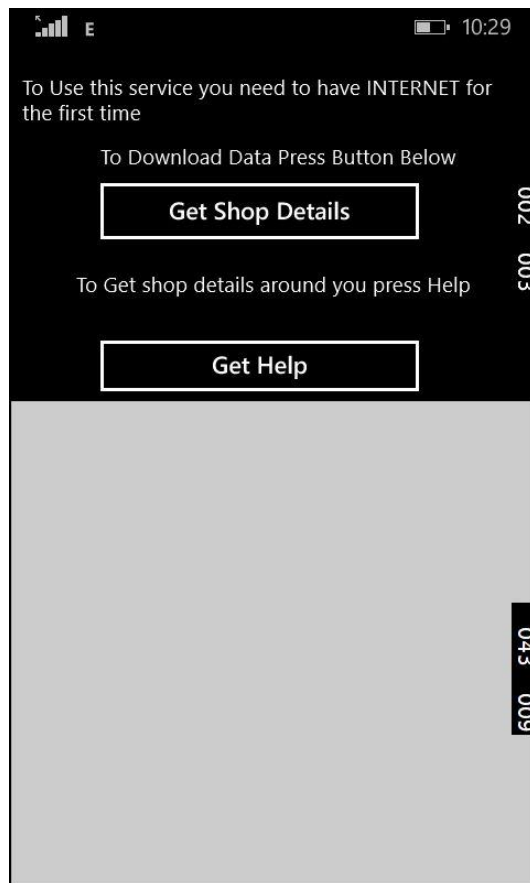 E 10:29
To Use this service you need to have INTERNET for
the first time
To Download Data Press Button Below
Get Shop Details
002 003
To Get shop details around you press Help
Get Help
043 009